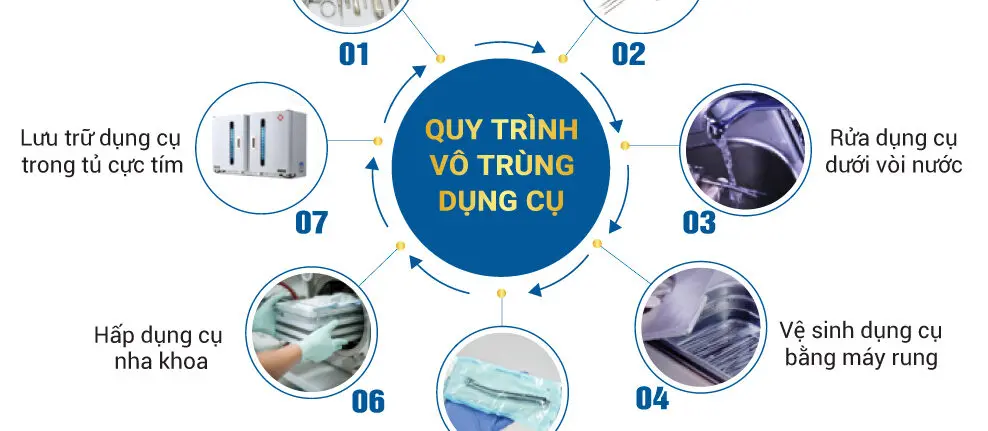 01
02
QUY TRÌNH
VÔ TRÙNG
DỤNG CỤ
Lưu trữ dụng cụ
trong tủ cực tím
07
Rửa dụng cụ
dưới vòi nước
03
Hấp dụng cụ
nha khoa
06
Vệ sinh dụng cụ
bằng máy rung
04